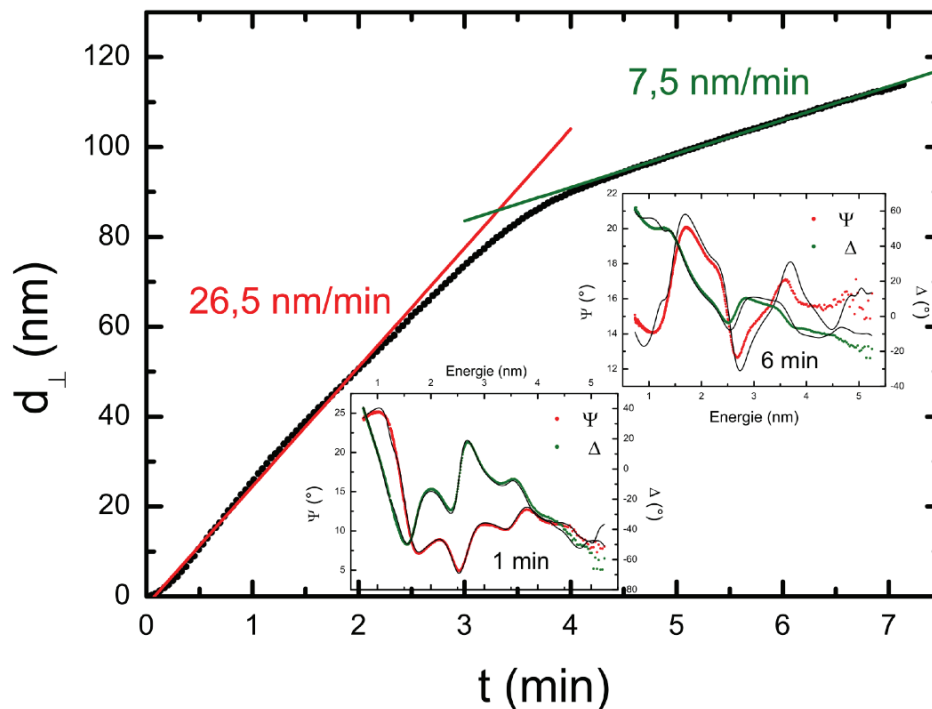 120
100
80
60
40
20
0
d⊥ (nm)
0 1 2 3 4 5 6 7
t (min)
7,5 nm/min
26,5 nm/min
22
20
18
16
14
12
Ψ (°)
60
40
20
0
-20
-40
Δ (°)
Ψ
Δ
6 min
1 2 3 4 5
Energie (nm)
Energie (nm)
1 2 3 4 5
25
20
15
10
5
Ψ (°)
40
20
0
-20
-40
-60
-80
Δ (°)
Ψ
Δ
1 min